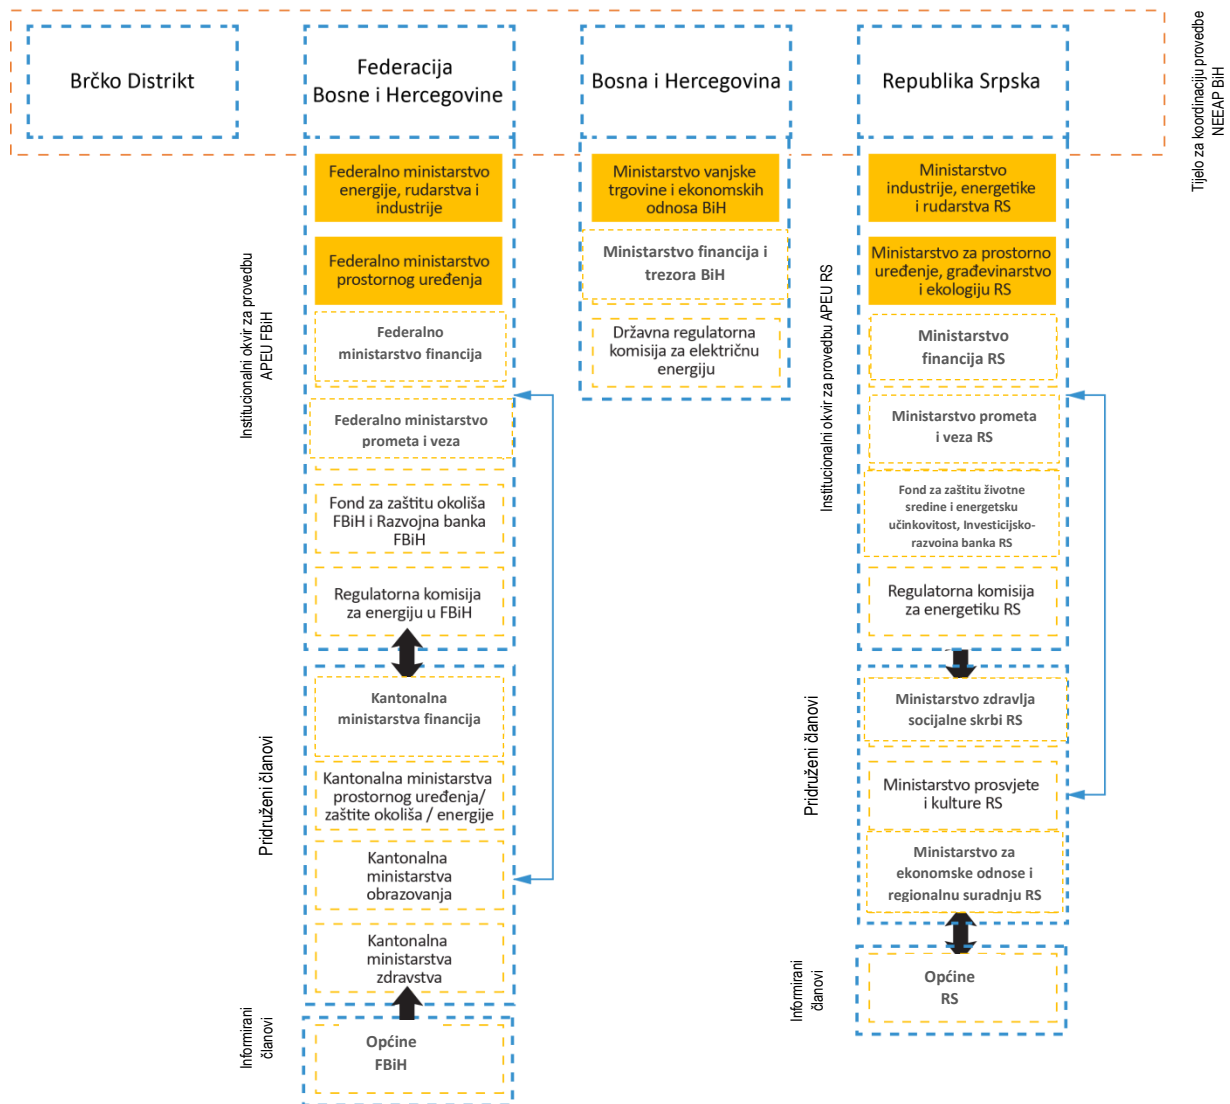 Brčko Distrikt
Federacija
Bosne i Hercegovine
Bosna i Hercegovina
Republika Srpska
Tijelo za koordinaciju provedbe
NEEAP BiH
Institucionalni okvir za provedbu
APEU FBiH
Federalno ministarstvo
energije, rudarstva i
industrije
Federalno ministarstvo
prostornog uređenja
Federalno
ministarstvo financija
Federalno ministarstvo
prometa i veza
Fond za zaštitu okoliša
FBiH i Razvojna banka
FBiH
Regulatorna komisija
za energiju u FBiH
Pridruženi članovi
Kantonalna
ministarstva financija
Kantonalna ministarstva
prostornog uređenja/
zaštite okoliša / energije
Kantonalna
ministarstva
obrazovanja
Kantonalna
ministarstva
zdravstva
Informirani
članovi
Općine
FBiH
Ministarstvo vanjske
trgovine i ekonomskih
odnosa BiH
Ministarstvo financija i
trezora BiH
Državna regulatorna
komisija za električnu
energiju
Institucionalni okvir za provedbu APEU RS
Ministarstvo
industrije, energetike
i rudarstva RS
Ministarstvo za prostorno
uređenje, građevinarstvo
i ekologiju RS
Ministarstvo
financija RS
Ministarstvo prometa
i veza RS
Fond za zaštitu životne
sredine i energetsku
učinkovitost, Investicijsko-
razvoina banka RS
Regulatorna komisija
za energetiku RS
Pridruženi članovi
Ministarstvo zdravlja
socijalne skrbi RS
Ministarstvo prosvjete
i kulture RS
Ministarstvo za
ekonomske odnose i
regionalnu suradnju RS
Informirani
članovi
Općine
RS